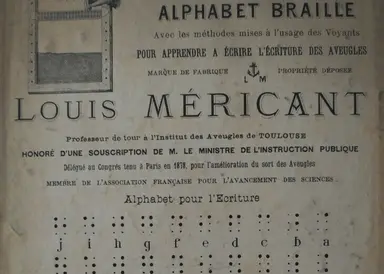 ALPHABET BRAILLE
Avec les méthodes mises à l'usage des Voyants
POUR APPRENDRE A ÉCRIRE L'ÉCRITURE DES AVEUGLES
MARQUE DE FABRIQUE L M PROPRIÉTÉ DÉPOSÉE
LOUIS MÉRICANT
Professeur de tour à l'Institut des Aveugles de TOULOUSE
HONORÉ D'UNE SOUSCRIPTION DE M. LE MINISTRE DE L'INSTRUCTION PUBLIQUE
Délégué au Congrès tenu à Paris en 1878, pour l'amélioration du sort des Aveugles
MEMBRE DE L'ASSOCIATION FRANÇAISE POUR L'AVANCEMENT DES SCIENCES
Alphabet pour l'Ecriture
j i h g f e d c b a